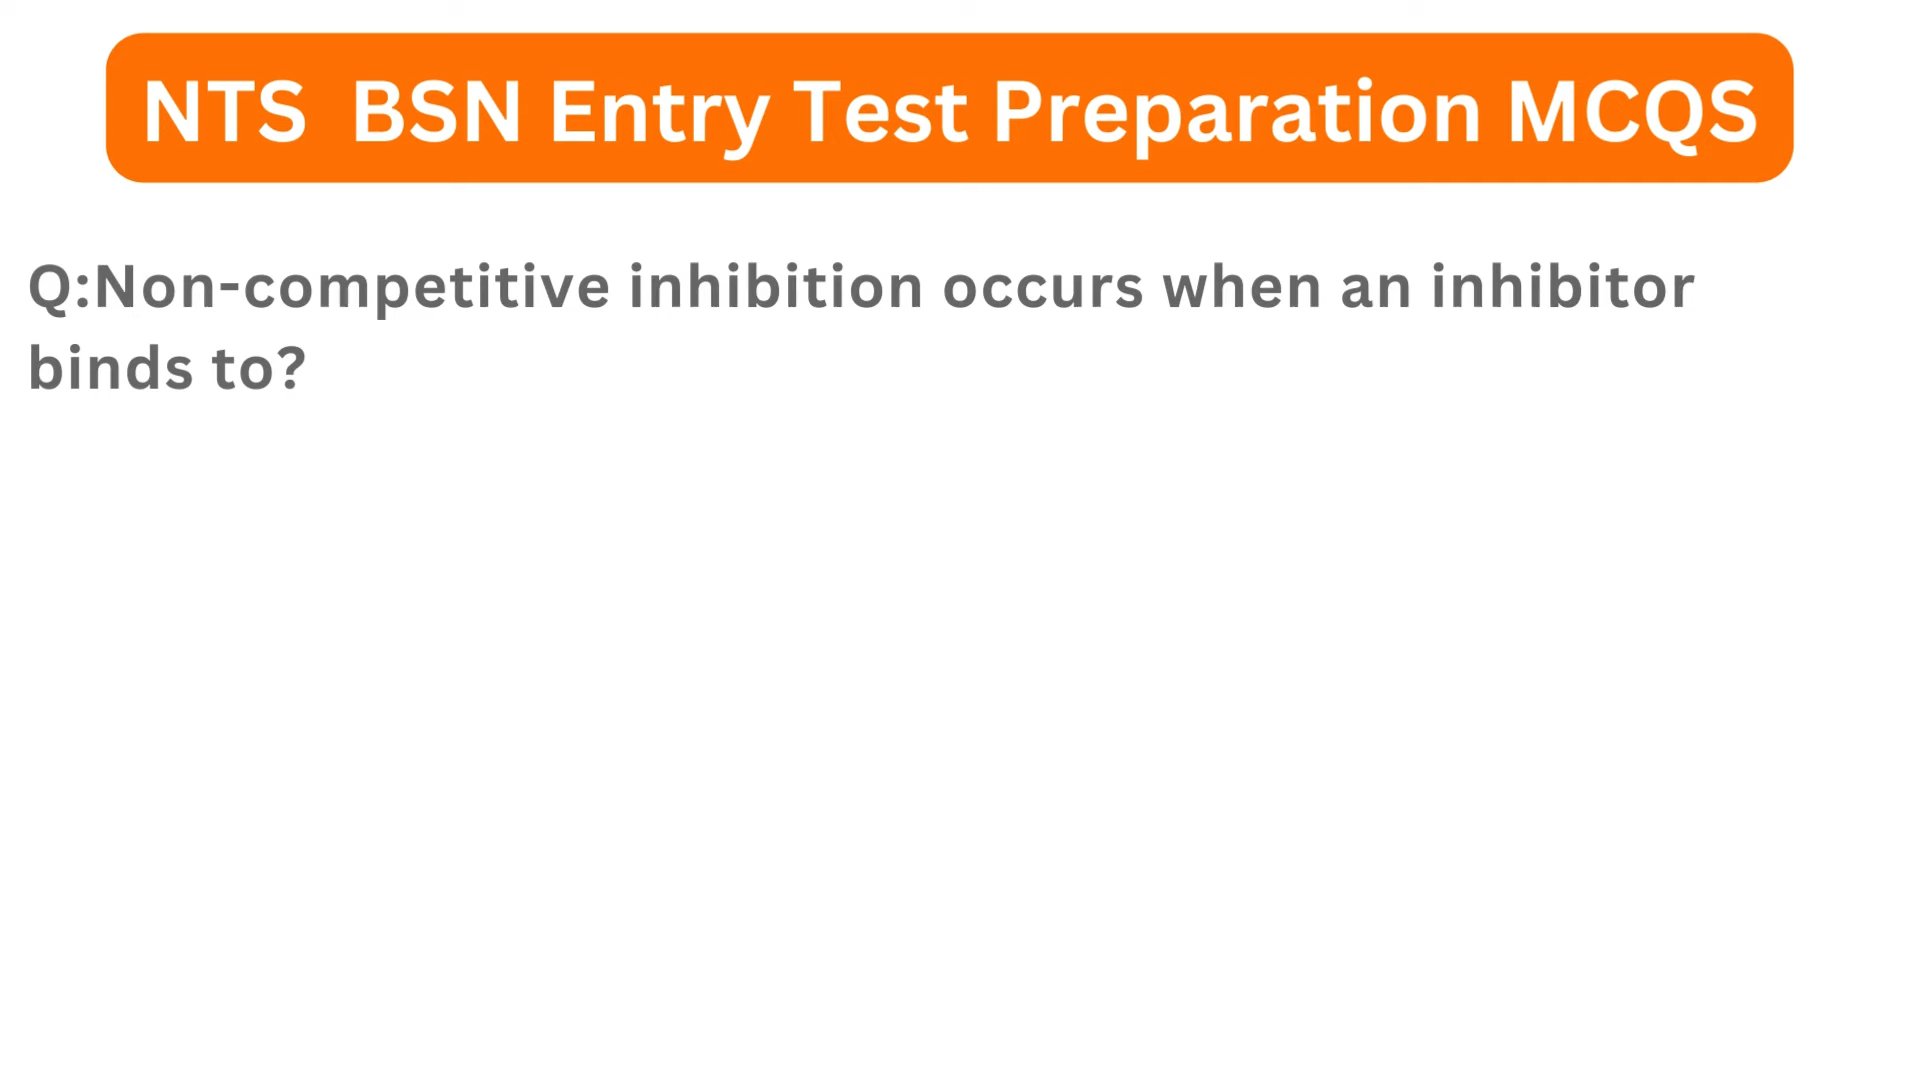 NTS BSN Entry Test Preparation MCQS
Q:Non-competitive inhibition occurs when an inhibitor
binds to?